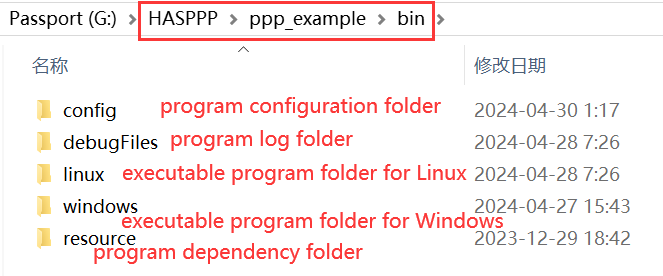 Passport (G:) > HASPPP > ppp_example > bin >
名称 修改日期
config program configuration folder 2024-04-30 1:17
debugFiles program log folder 2024-04-28 7:26
linux executable program folder for Linux 2024-04-28 7:26
windows executable program folder for Windows 2024-04-27 15:43
resource program dependency folder 2023-12-29 18:42